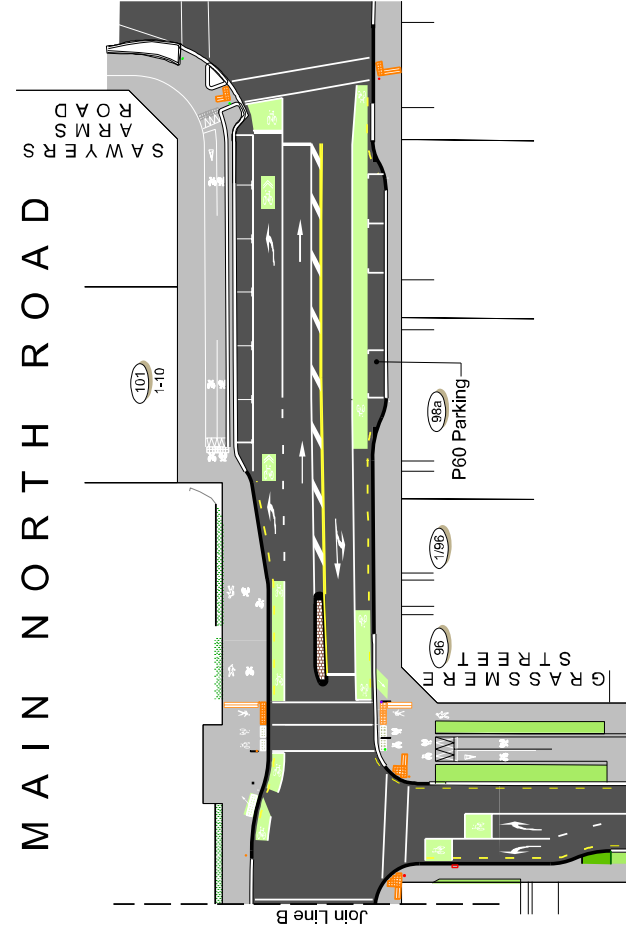 SAWYERS
ARMS
ROAD
MAIN NORTH ROAD
101
1-10
98a
P60 Parking
1/96
96
GRASSMERE
STREET
Join Line B